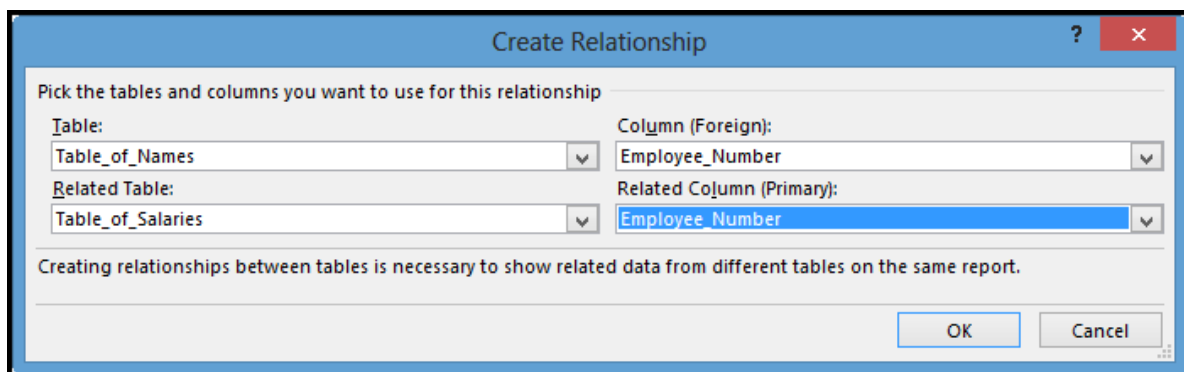 Create Relationship
?
Pick the tables and columns you want to use for this relationship
Table: Column (Foreign):
Table_of_Names Employee_Number
Related Table: Related Column (Primary):
Table_of_Salaries Employee_Number
Creating relationships between tables is necessary to show related data from different tables on the same report.
OK Cancel